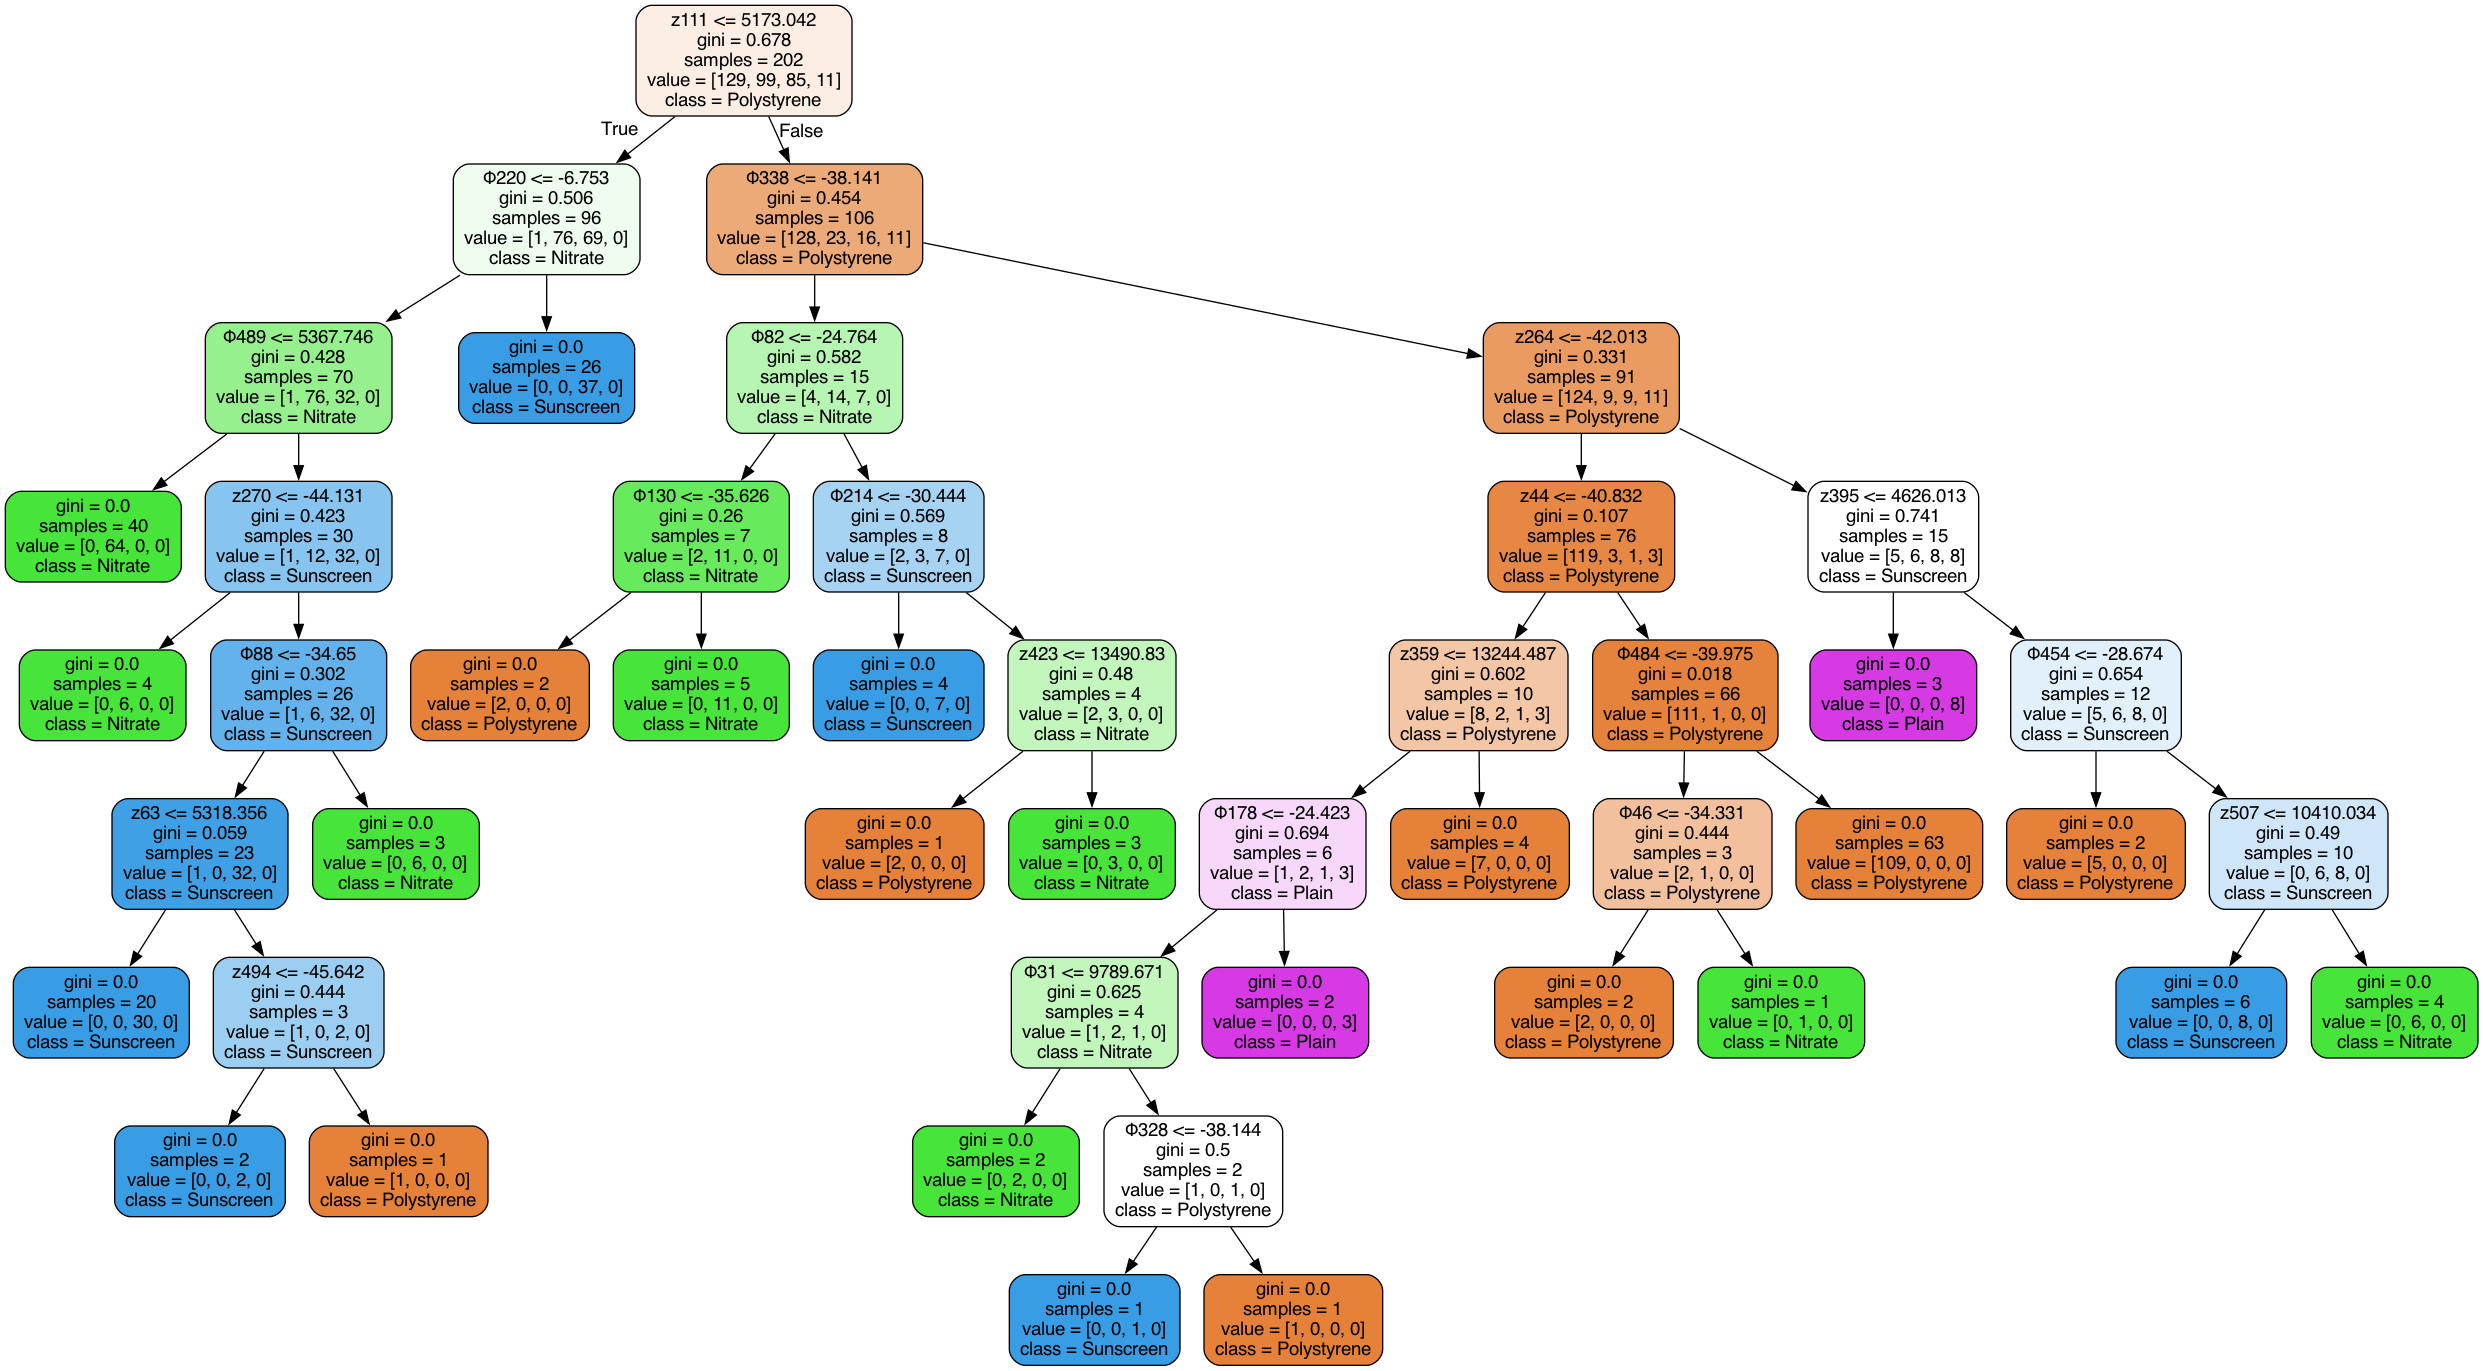 z111 <= 5173.042
gini = 0.678
samples = 202
value = [129, 99, 85, 11]
class = Polystyrene
True
False
Φ220 <= -6.753
gini = 0.506
samples = 96
value = [1, 76, 69, 0]
class = Nitrate
Φ338 <= -38.141
gini = 0.454
samples = 106
value = [128, 23, 16, 11]
class = Polystyrene
Φ489 <= 5367.746
gini = 0.428
samples = 70
value = [1, 76, 32, 0]
class = Nitrate
gini = 0.0
samples = 26
value = [0, 0, 37, 0]
class = Sunscreen
Φ82 <= -24.764
gini = 0.582
samples = 15
value = [4, 14, 7, 0]
class = Nitrate
z264 <= -42.013
gini = 0.331
samples = 91
value = [124, 9, 9, 11]
class = Polystyrene
gini = 0.0
samples = 40
value = [0, 64, 0, 0]
class = Nitrate
z270 <= -44.131
gini = 0.423
samples = 30
value = [1, 12, 32, 0]
class = Sunscreen
Φ130 <= -35.626
gini = 0.26
samples = 7
value = [2, 11, 0, 0]
class = Nitrate
Φ214 <= -30.444
gini = 0.569
samples = 8
value = [2, 3, 7, 0]
class = Sunscreen
z44 <= -40.832
gini = 0.107
samples = 76
value = [119, 3, 1, 3]
class = Polystyrene
z395 <= 4626.013
gini = 0.741
samples = 15
value = [5, 6, 8, 8]
class = Sunscreen
gini = 0.0
samples = 4
value = [0, 6, 0, 0]
class = Nitrate
Φ88 <= -34.65
gini = 0.302
samples = 26
value = [1, 6, 32, 0]
class = Sunscreen
gini = 0.0
samples = 2
value = [2, 0, 0, 0]
class = Polystyrene
gini = 0.0
samples = 5
value = [0, 11, 0, 0]
class = Nitrate
gini = 0.0
samples = 4
value = [0, 0, 7, 0]
class = Sunscreen
z423 <= 13490.83
gini = 0.48
samples = 4
value = [2, 3, 0, 0]
class = Nitrate
z359 <= 13244.487
gini = 0.602
samples = 10
value = [8, 2, 1, 3]
class = Polystyrene
Φ484 <= -39.975
gini = 0.018
samples = 66
value = [111, 1, 0, 0]
class = Polystyrene
gini = 0.0
samples = 3
value = [0, 0, 0, 8]
class = Plain
Φ454 <= -28.674
gini = 0.654
samples = 12
value = [5, 6, 8, 0]
class = Sunscreen
z63 <= 5318.356
gini = 0.059
samples = 23
value = [1, 0, 32, 0]
class = Sunscreen
gini = 0.0
samples = 3
value = [0, 6, 0, 0]
class = Nitrate
gini = 0.0
samples = 1
value = [2, 0, 0, 0]
class = Polystyrene
gini = 0.0
samples = 3
value = [0, 3, 0, 0]
class = Nitrate
Φ178 <= -24.423
gini = 0.694
samples = 6
value = [1, 2, 1, 3]
class = Plain
gini = 0.0
samples = 4
value = [7, 0, 0, 0]
class = Polystyrene
Φ46 <= -34.331
gini = 0.444
samples = 3
value = [2, 1, 0, 0]
class = Polystyrene
gini = 0.0
samples = 63
value = [109, 0, 0, 0]
class = Polystyrene
gini = 0.0
samples = 2
value = [5, 0, 0, 0]
class = Polystyrene
z507 <= 10410.034
gini = 0.49
samples = 10
value = [0, 6, 8, 0]
class = Sunscreen
gini = 0.0
samples = 20
value = [0, 0, 30, 0]
class = Sunscreen
z494 <= -45.642
gini = 0.444
samples = 3
value = [1, 0, 2, 0]
class = Sunscreen
Φ31 <= 9789.671
gini = 0.625
samples = 4
value = [1, 2, 1, 0]
class = Nitrate
gini = 0.0
samples = 2
value = [0, 0, 0, 3]
class = Plain
gini = 0.0
samples = 2
value = [2, 0, 0, 0]
class = Polystyrene
gini = 0.0
samples = 1
value = [0, 1, 0, 0]
class = Nitrate
gini = 0.0
samples = 6
value = [0, 0, 8, 0]
class = Sunscreen
gini = 0.0
samples = 4
value = [0, 6, 0, 0]
class = Nitrate
gini = 0.0
samples = 2
value = [0, 0, 2, 0]
class = Sunscreen
gini = 0.0
samples = 1
value = [1, 0, 0, 0]
class = Polystyrene
gini = 0.0
samples = 2
value = [0, 2, 0, 0]
class = Nitrate
Φ328 <= -38.144
gini = 0.5
samples = 2
value = [1, 0, 1, 0]
class = Polystyrene
gini = 0.0
samples = 1
value = [0, 0, 1, 0]
class = Sunscreen
gini = 0.0
samples = 1
value = [1, 0, 0, 0]
class = Polystyrene